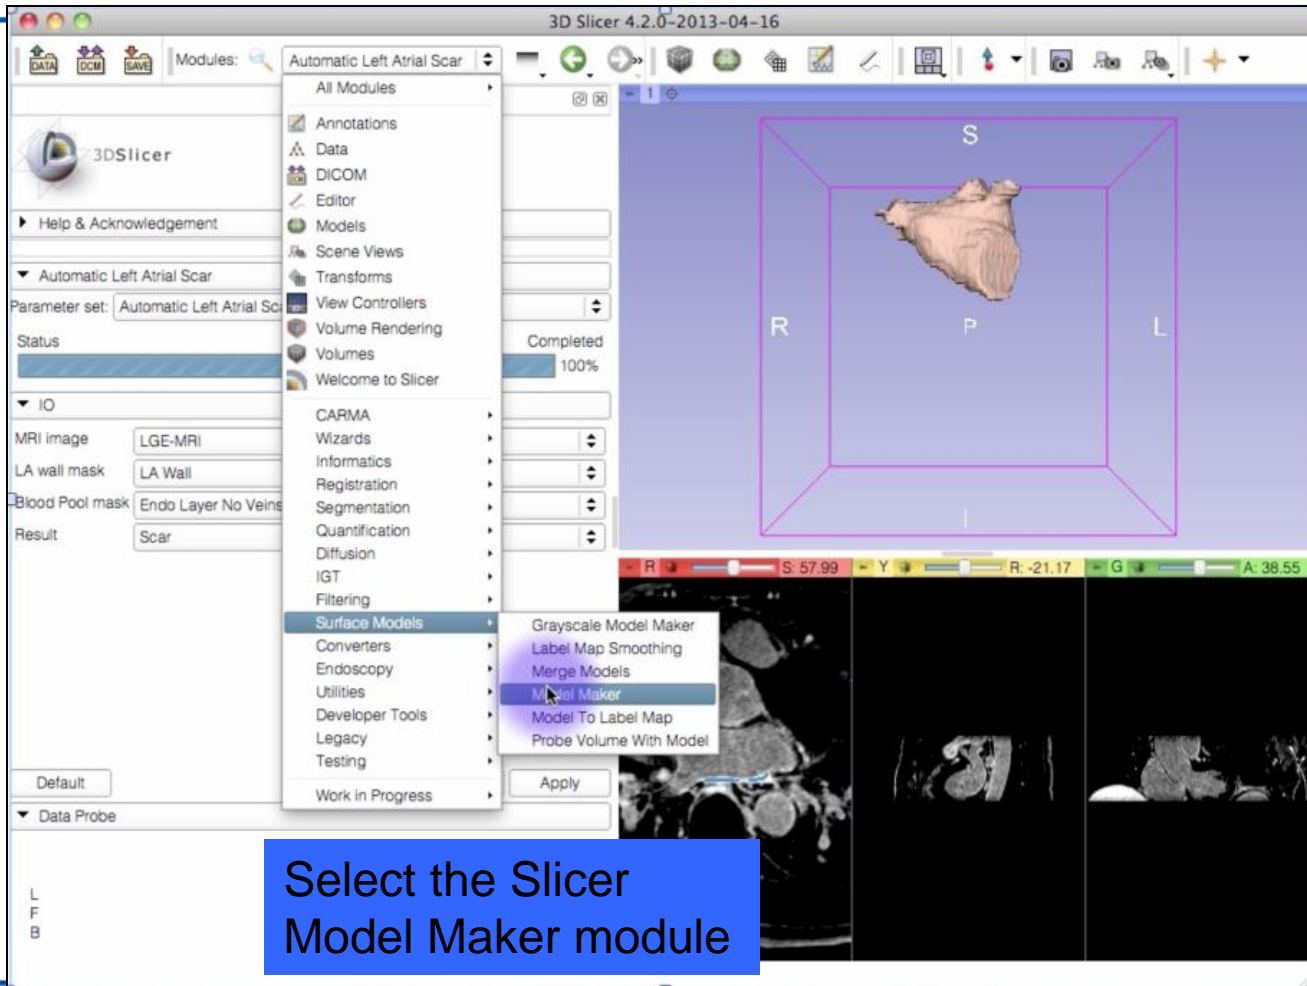 3D Slicer 4.2.0-2013-04-16
DATA DCM SAVE Modules: Automatic Left Atrial Scar
3DSlicer
Help & Acknowledgement
Automatic Left Atrial Scar
Parameter set: Automatic Left Atrial Sca
Status Completed
100%
IO
MRI image LGE-MRI
LA wall mask LA Wall
Blood Pool mask Endo Layer No Veins
Result Scar
Default Apply
Data Probe
L
F
B
All Modules
Annotations
Data
DICOM
Editor
Models
Scene Views
Transforms
View Controllers
Volume Rendering
Volumes
Welcome to Slicer
CARMA
Wizards
Informatics
Registration
Segmentation
Quantification
Diffusion
IGT
Filtering
Surface Models
Converters
Endoscopy
Utilities
Developer Tools
Legacy
Testing
Work in Progress
Grayscale Model Maker
Label Map Smoothing
Merge Models
Model Maker
Model To Label Map
Probe Volume With Model
1
S
R P L
I
R S: 57.99 Y R: -21.17 G A: 38.55
Select the Slicer
Model Maker module